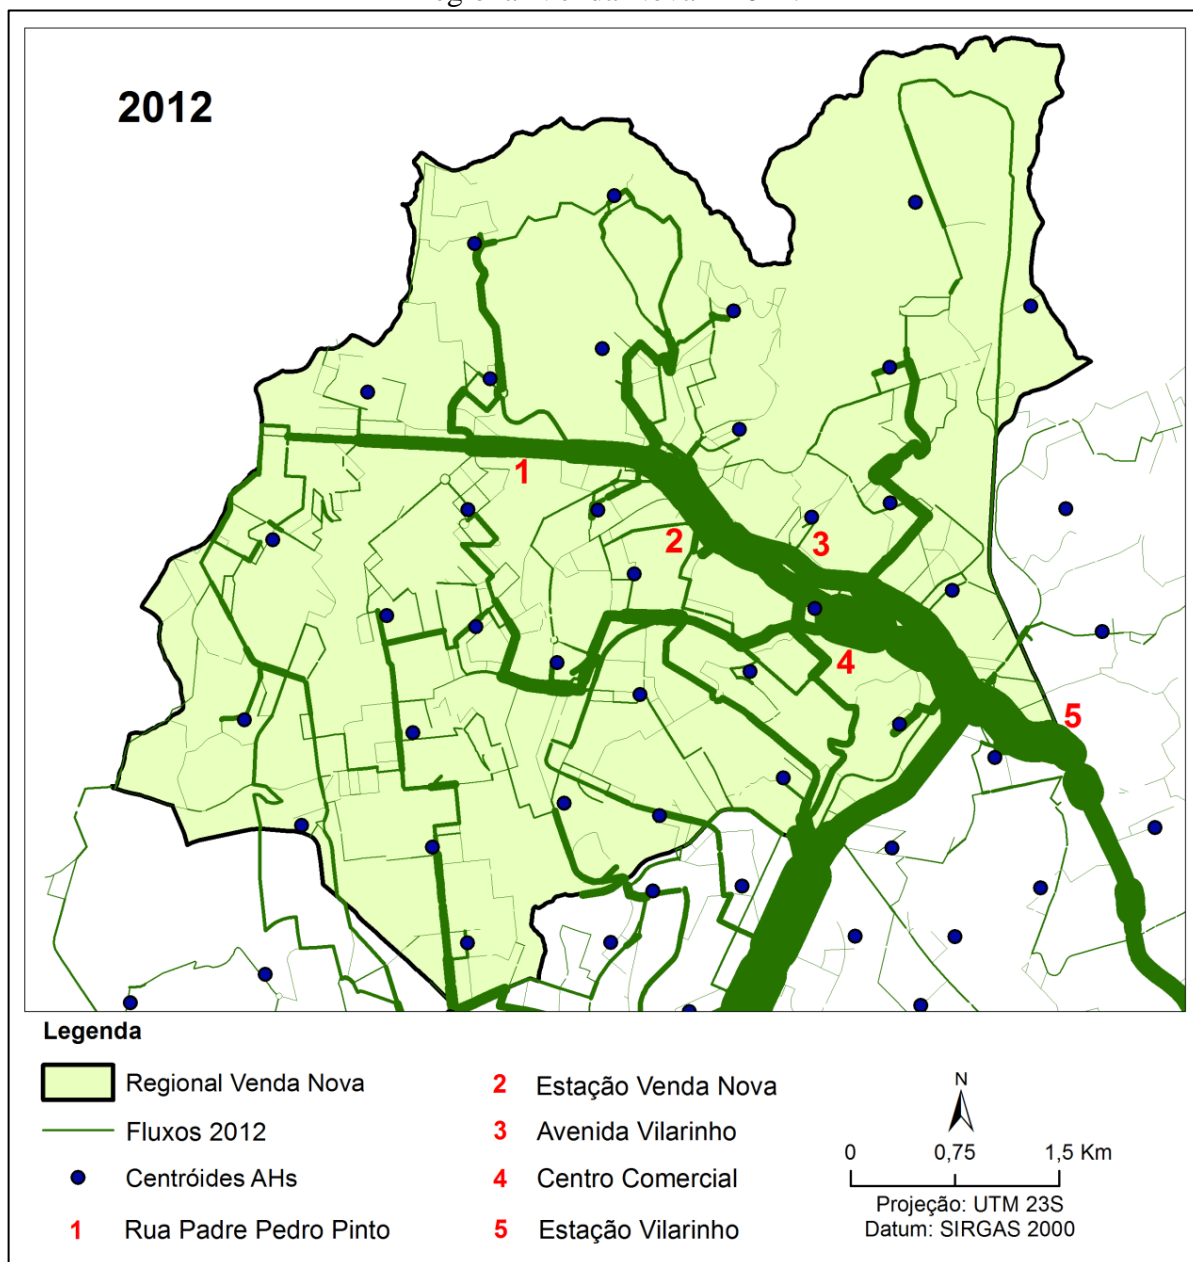 2012
1
2
3
4
5
Legenda
Regional Venda Nova
Fluxos 2012
Centróides AHs
1 Rua Padre Pedro Pinto
2 Estação Venda Nova
3 Avenida Vilarinho
4 Centro Comercial
5 Estação Vilarinho
N
0 0,75 1,5 Km
Projeção: UTM 23S
Datum: SIRGAS 2000